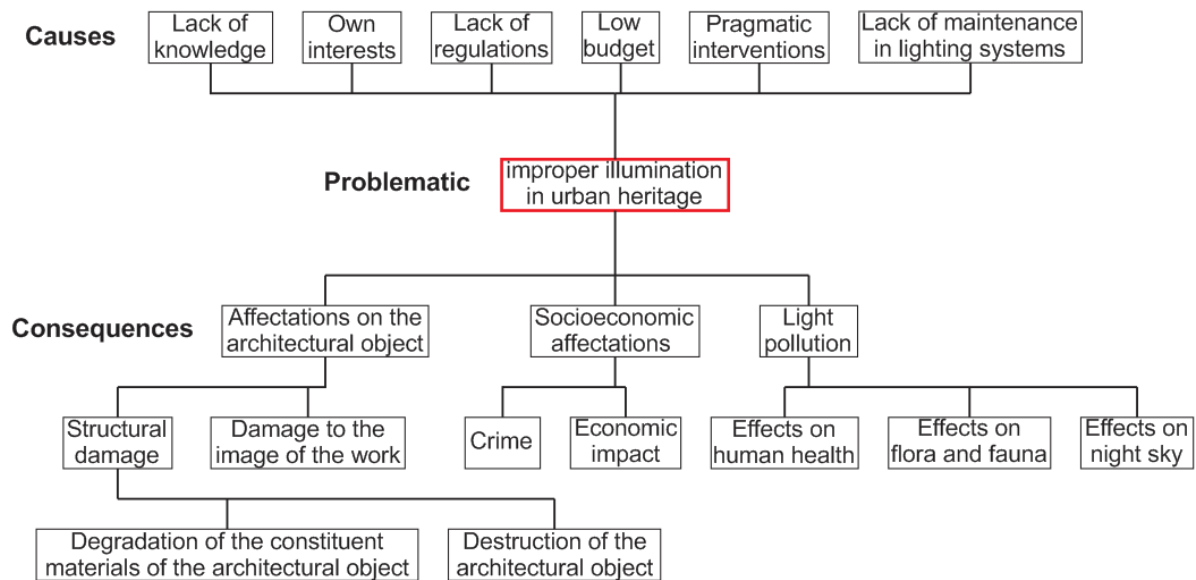 Causes
Lack of
knowledge
Own
interests
Lack of
regulations
Low
budget
Pragmatic
interventions
Lack of maintenance
in lighting systems
Problematic
improper illumination
in urban heritage
Consequences
Affectations on the
architectural object
Socioeconomic
affectations
Light
pollution
Structural
damage
Damage to the
image of the work
Crime
Economic
impact
Effects on
human health
Effects on
flora and fauna
Effects on
night sky
Degradation of the constituent
materials of the architectural object
Destruction of the
architectural object